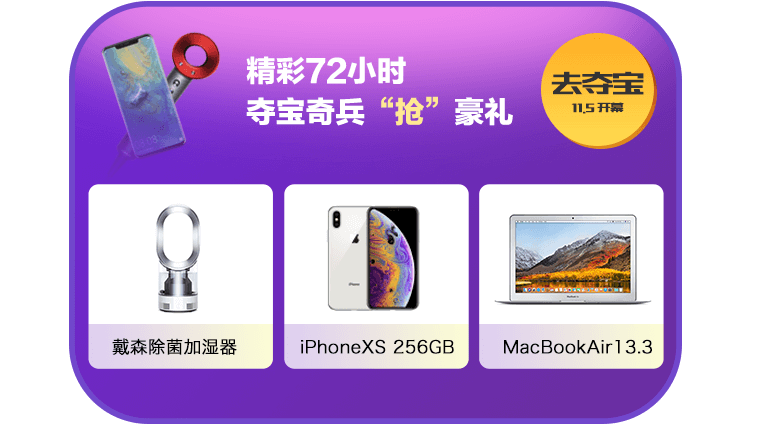 精彩72小时
夺宝奇兵“抢”豪礼
去夺宝
11.5 开幕
戴森除菌加湿器
iPhoneXS 256GB
MacBookAir13.3